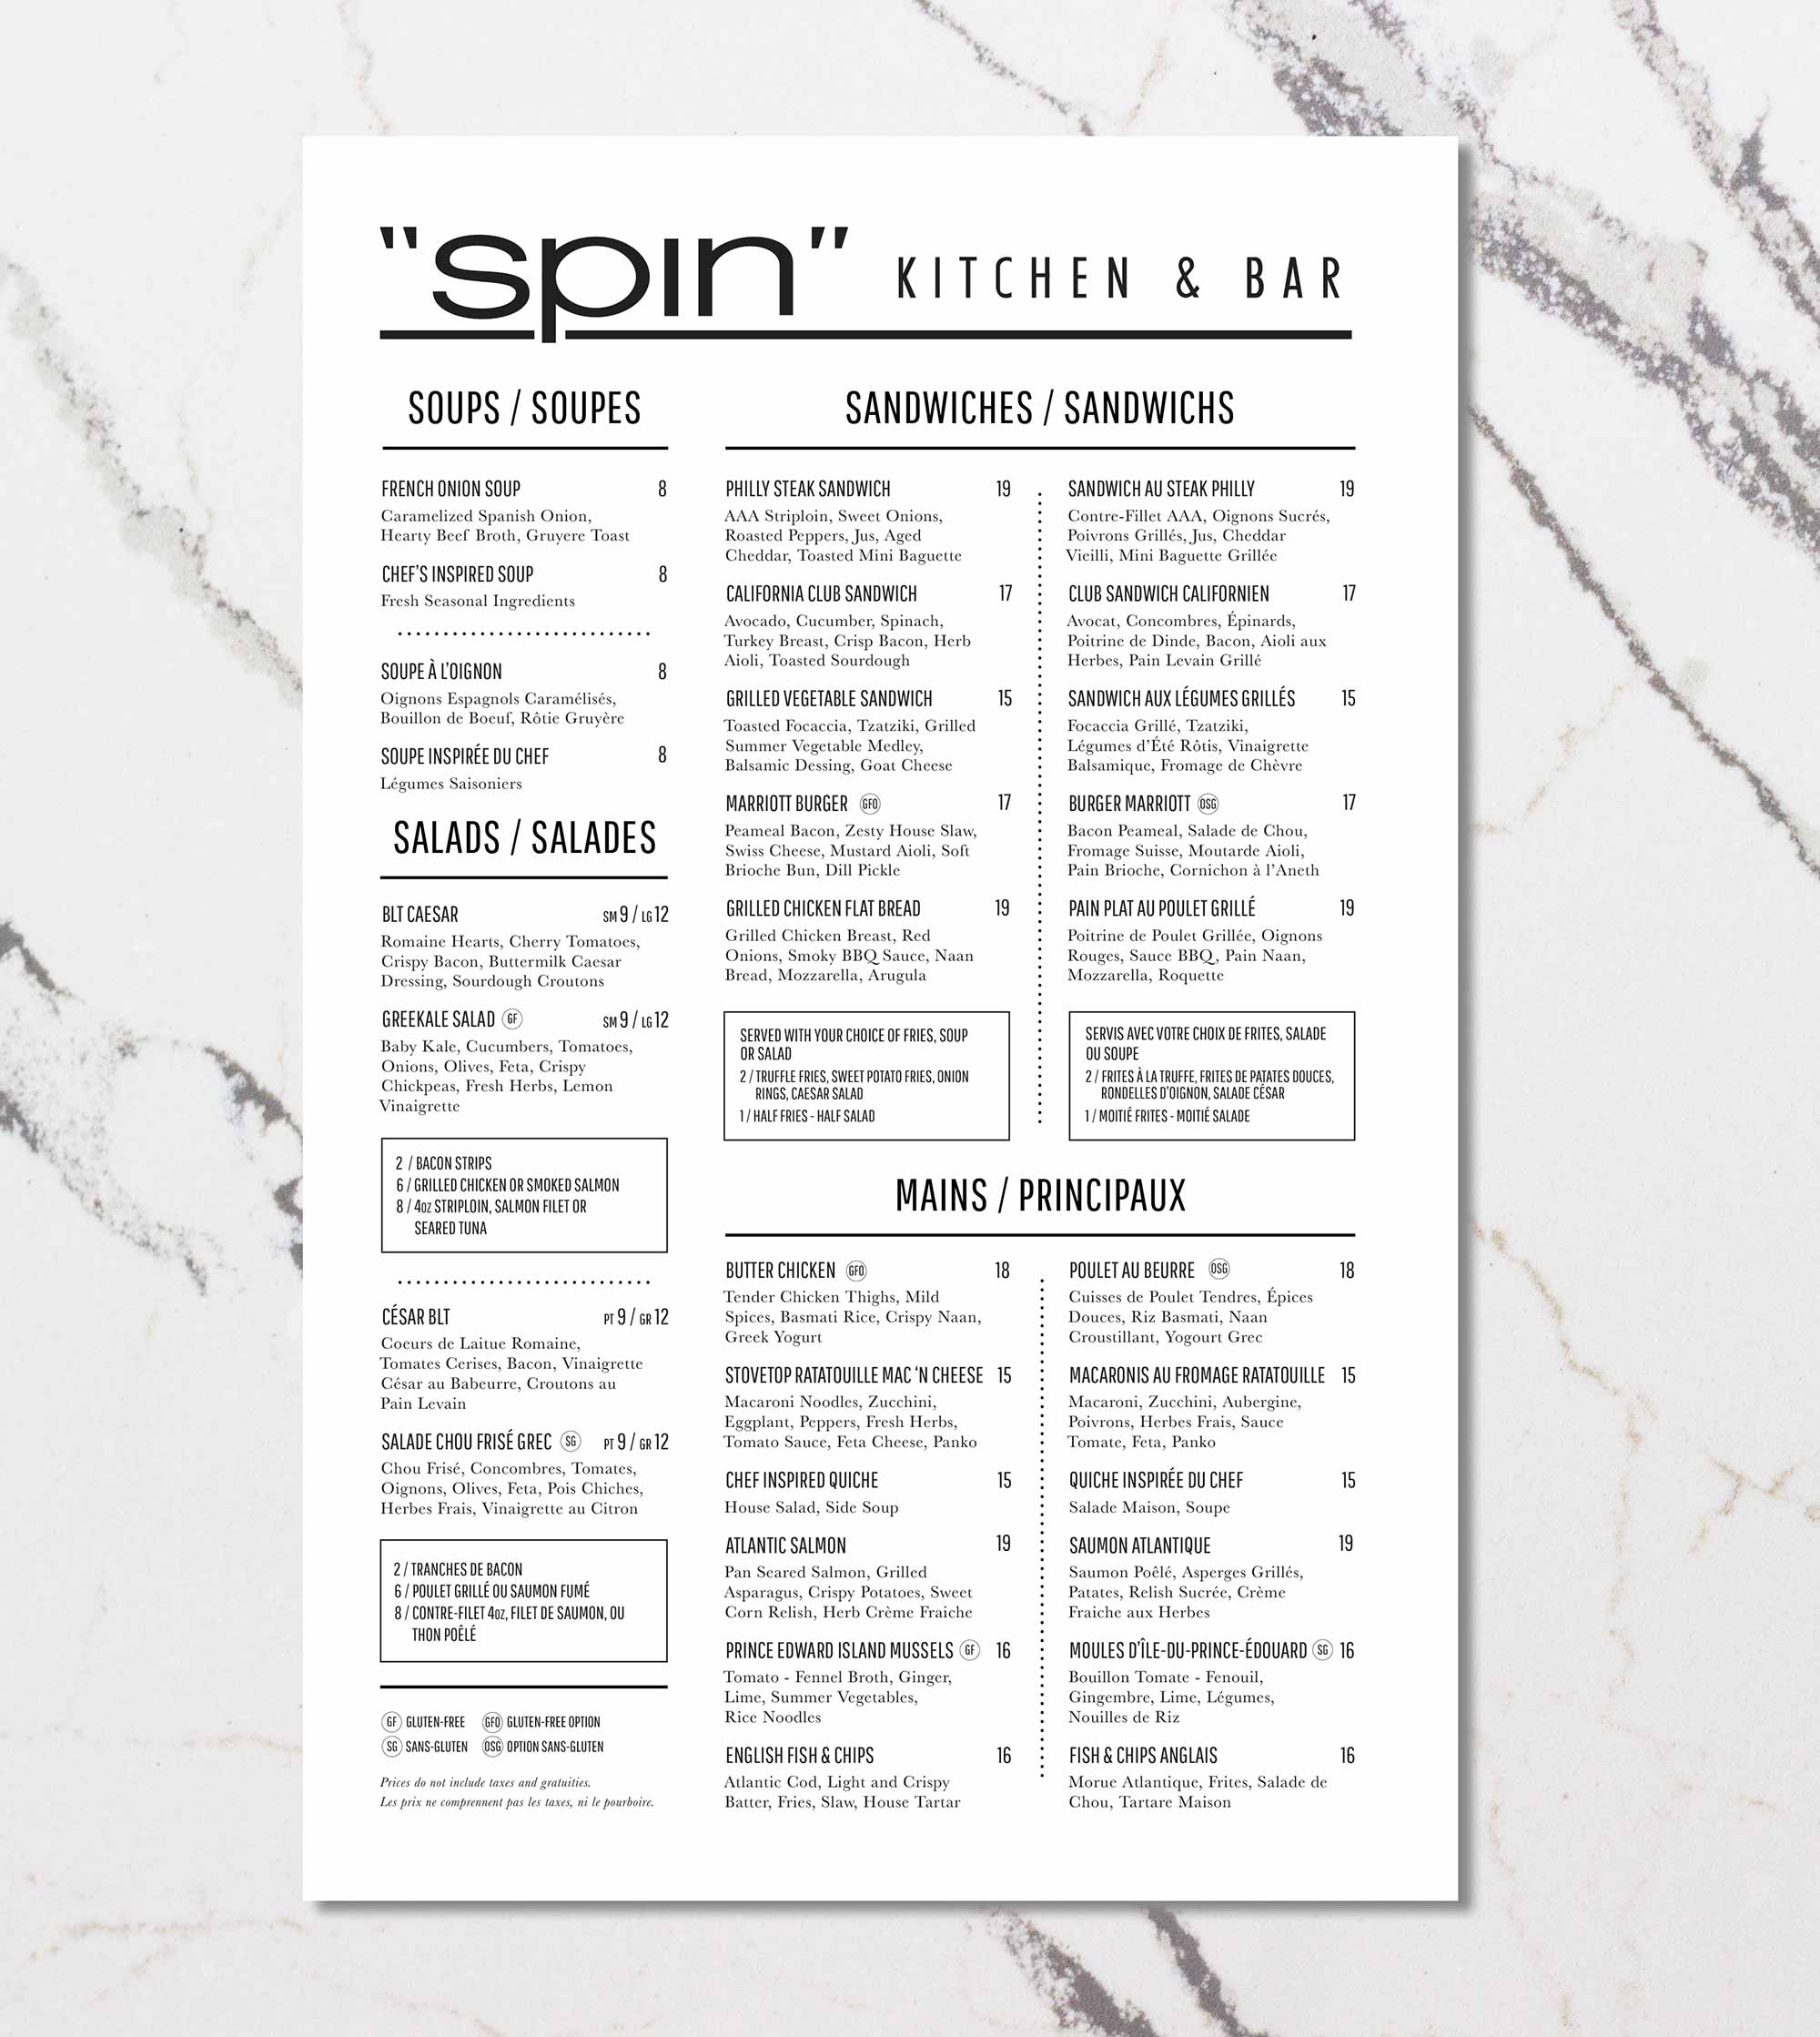 "spin" KITCHEN & BAR
SOUPS / SOUPES
FRENCH ONION SOUP 8
Caramelized Spanish Onion,
Hearty Beef Broth, Gruyere Toast
CHEF'S INSPIRED SOUP 8
Fresh Seasonal Ingredients
SOUPE À L'OIGNON 8
Oignons Espagnols Caramélisés,
Bouillon de Boeuf, Rôtie Gruyère
SOUPE INSPIRÉE DU CHEF 8
Légumes Saisoniers
SALADS / SALADES
BLT CAESAR SM 9 / LG 12
Romaine Hearts, Cherry Tomatoes,
Crispy Bacon, Buttermilk Caesar
Dressing, Sourdough Croutons
GREEKALE SALAD GF SM 9 / LG 12
Baby Kale, Cucumbers, Tomatoes,
Onions, Olives, Feta, Crispy
Chickpeas, Fresh Herbs, Lemon
Vinaigrette
2 / BACON STRIPS
6 / GRILLED CHICKEN OR SMOKED SALMON
8 / 4oz STRIPLOIN, SALMON FILET OR
SEARED TUNA
CÉSAR BLT PT 9 / GR 12
Coeurs de Laitue Romaine,
Tomates Cerises, Bacon, Vinaigrette
César au Babeurre, Croutons au
Pain Levain
SALADE CHOU FRISÉ GREC SG PT 9 / GR 12
Chou Frisé, Concombres, Tomates,
Oignons, Olives, Feta, Pois Chiches,
Herbes Frais, Vinaigrette au Citron
2 / TRANCHES DE BACON
6 / POULET GRILLÉ OU SAUMON FUMÉ
8 / CONTRE-FILET 4oz, FILET DE SAUMON, OU
THON POÊLÉ
GF GLUTEN-FREE GFO GLUTEN-FREE OPTION
SG SANS-GLUTEN OSG OPTION SANS-GLUTEN
Prices do not include taxes and gratuities.
Les prix ne comprennent pas les taxes, ni le pourboire.
SANDWICHES / SANDWICHS
PHILLY STEAK SANDWICH 19
AAA Striploin, Sweet Onions,
Roasted Peppers, Jus, Aged
Cheddar, Toasted Mini Baguette
CALIFORNIA CLUB SANDWICH 17
Avocado, Cucumber, Spinach,
Turkey Breast, Crisp Bacon, Herb
Aioli, Toasted Sourdough
GRILLED VEGETABLE SANDWICH 15
Toasted Focaccia, Tzatziki, Grilled
Summer Vegetable Medley,
Balsamic Dessing, Goat Cheese
MARRIOTT BURGER GFO 17
Peameal Bacon, Zesty House Slaw,
Swiss Cheese, Mustard Aioli, Soft
Brioche Bun, Dill Pickle
GRILLED CHICKEN FLAT BREAD 19
Grilled Chicken Breast, Red
Onions, Smoky BBQ Sauce, Naan
Bread, Mozzarella, Arugula
SERVED WITH YOUR CHOICE OF FRIES, SOUP
OR SALAD
2 / TRUFFLE FRIES, SWEET POTATO FRIES, ONION
RINGS, CAESAR SALAD
1 / HALF FRIES - HALF SALAD
SANDWICH AU STEAK PHILLY 19
Contre-Fillet AAA, Oignons Sucrés,
Poivrons Grillés, Jus, Cheddar
Vieilli, Mini Baguette Grillée
CLUB SANDWICH CALIFORNIEN 17
Avocat, Concombres, Épinards,
Poitrine de Dinde, Bacon, Aioli aux
Herbes, Pain Levain Grillé
SANDWICH AUX LÉGUMES GRILLÉS 15
Focaccia Grillé, Tzatziki,
Légumes d'Été Rôtis, Vinaigrette
Balsamique, Fromage de Chèvre
BURGER MARRIOTT OSG 17
Bacon Peameal, Salade de Chou,
Fromage Suisse, Moutarde Aioli,
Pain Brioche, Cornichon à l'Aneth
PAIN PLAT AU POULET GRILLÉ 19
Poitrine de Poulet Grillée, Oignons
Rouges, Sauce BBQ, Pain Naan,
Mozzarella, Roquette
SERVIS AVEC VOTRE CHOIX DE FRITES, SALADE
OU SOUPE
2 / FRITES À LA TRUFFE, FRITES DE PATATES DOUCES,
RONDELLES D'OIGNON, SALADE CÉSAR
1 / MOITIÉ FRITES - MOITIÉ SALADE
MAINS / PRINCIPAUX
BUTTER CHICKEN GFO 18
Tender Chicken Thighs, Mild
Spices, Basmati Rice, Crispy Naan,
Greek Yogurt
STOVETOP RATATOUILLE MAC 'N CHEESE 15
Macaroni Noodles, Zucchini,
Eggplant, Peppers, Fresh Herbs,
Tomato Sauce, Feta Cheese, Panko
CHEF INSPIRED QUICHE 15
House Salad, Side Soup
ATLANTIC SALMON 19
Pan Seared Salmon, Grilled
Asparagus, Crispy Potatoes, Sweet
Corn Relish, Herb Crème Fraiche
PRINCE EDWARD ISLAND MUSSELS GF 16
Tomato - Fennel Broth, Ginger,
Lime, Summer Vegetables,
Rice Noodles
ENGLISH FISH & CHIPS 16
Atlantic Cod, Light and Crispy
Batter, Fries, Slaw, House Tartar
POULET AU BEURRE OSG 18
Cuisses de Poulet Tendres, Épices
Douces, Riz Basmati, Naan
Croustillant, Yogourt Grec
MACARONIS AU FROMAGE RATATOUILLE 15
Macaroni, Zucchini, Aubergine,
Poivrons, Herbes Frais, Sauce
Tomate, Feta, Panko
QUICHE INSPIRÉE DU CHEF 15
Salade Maison, Soupe
SAUMON ATLANTIQUE 19
Saumon Poêlé, Asperges Grillés,
Patates, Relish Sucrée, Crème
Fraiche aux Herbes
MOULES D'ÎLE-DU-PRINCE-ÉDOUARD SG 16
Bouillon Tomate - Fenouil,
Gingembre, Lime, Légumes,
Nouilles de Riz
FISH & CHIPS ANGLAIS 16
Morue Atlantique, Frites, Salade de
Chou, Tartare Maison